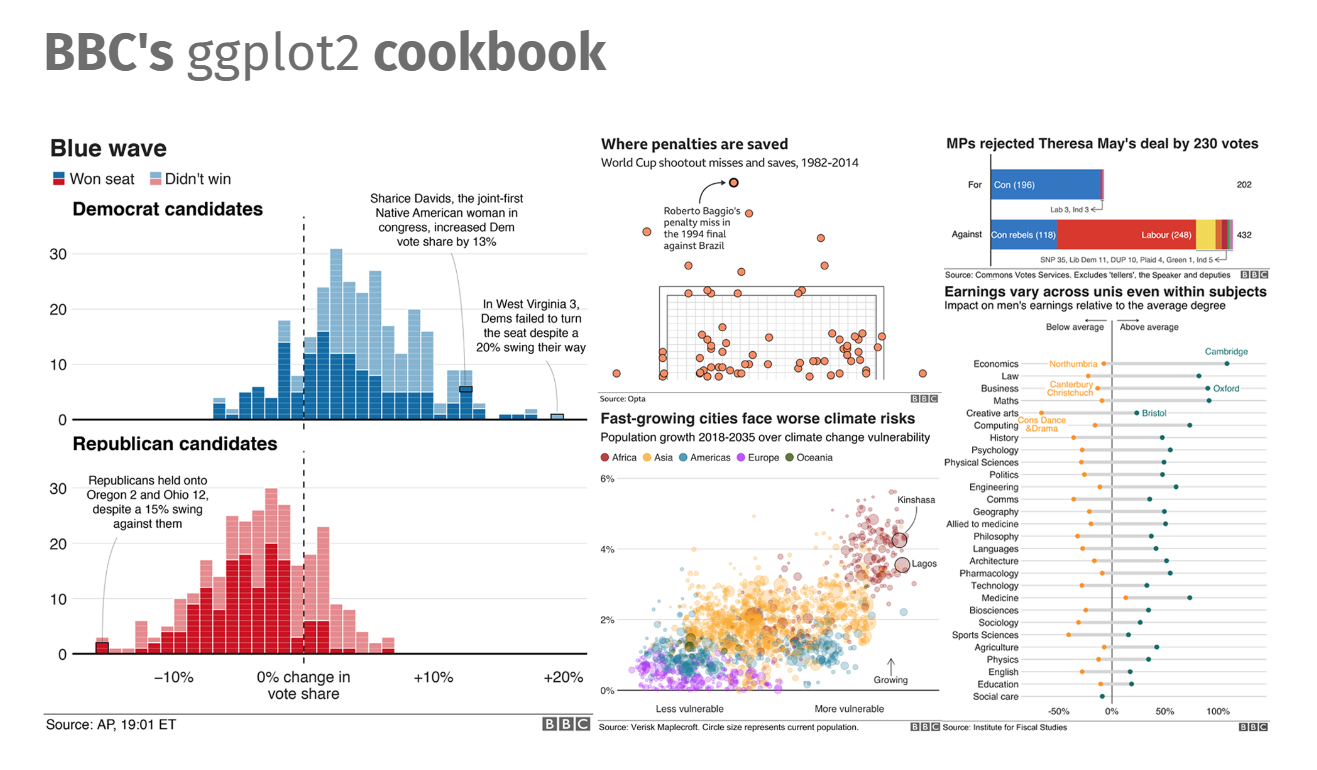 BBC's ggplot2 cookbook
Blue wave
Won seat Didn't win
Democrat candidates
Sharice Davids, the joint-first
Native American woman in
congress, increased Dem
vote share by 13%
In West Virginia 3,
Dems failed to turn
the seat despite a
20% swing their way
30
20
10
0
Republican candidates
Republicans held onto
Oregon 2 and Ohio 12,
despite a 15% swing
against them
30
20
10
0
−10%
0% change in
vote share
+10%
+20%
Source: AP, 19:01 ET
BBC
Where penalties are saved
World Cup shootout misses and saves, 1982-2014
Roberto Baggio's
penalty miss in
the 1994 final
against Brazil
Source: Opta
BBC
Fast-growing cities face worse climate risks
Population growth 2018-2035 over climate change vulnerability
Africa Asia Americas Europe Oceania
6%
Kinshasa
4%
Lagos
2%
Growing
0%
Less vulnerable More vulnerable
Source: Verisk Maplecroft. Circle size represents current population.
BBC
MPs rejected Theresa May's deal by 230 votes
For Con (196) 202
Lab 3, Ind 3
Against Con rebels (118) Labour (248) 432
SNP 35, Lib Dem 11, DUP 10, Plaid 4, Green 1, Ind 5
Source: Commons Votes Services. Excludes 'tellers', the Speaker and deputies
BBC
Earnings vary across unis even within subjects
Impact on men's earnings relative to the average degree
Below average Above average
Cambridge
Economics Northumbria
Law
Business Canterbury Christchuch Oxford
Maths
Creative arts Bristol
Computing Cons Dance &Drama
History
Psychology
Physical Sciences
Politics
Engineering
Comms
Geography
Allied to medicine
Philosophy
Languages
Architecture
Pharmacology
Technology
Medicine
Biosciences
Sociology
Sports Sciences
Agriculture
Physics
English
Education
Social care
-50% 0% 50% 100%
Source: Institute for Fiscal Studies
BBC